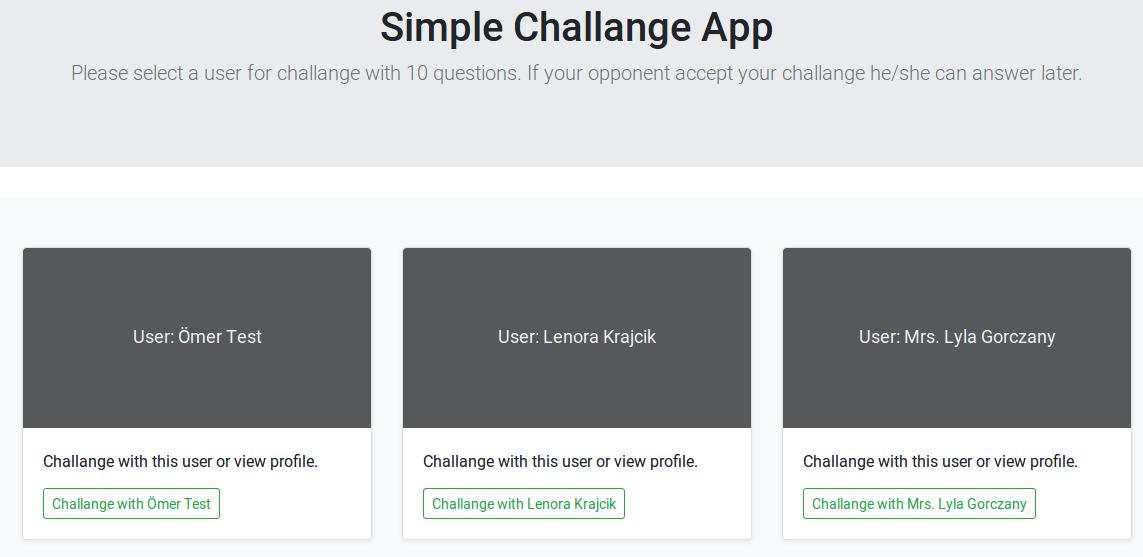 Simple Challange App
Please select a user for challange with 10 questions. If your opponent accept your challange he/she can answer later.
User: Ömer Test
User: Lenora Krajcik
User: Mrs. Lyla Gorczany
Challange with this user or view profile.
Challange with this user or view profile.
Challange with this user or view profile.
Challange with Ömer Test
Challange with Lenora Krajcik
Challange with Mrs. Lyla Gorczany